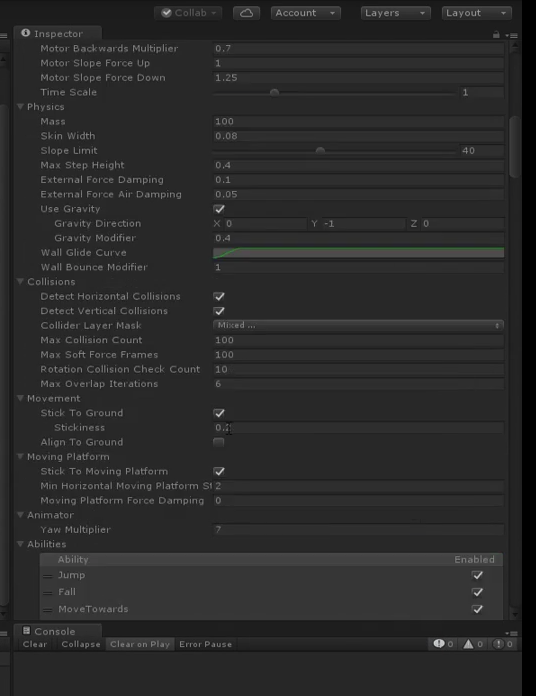 Collab Account Layers Layout
Inspector
Motor Backwards Multiplier 0.7
Motor Slope Force Up 1
Motor Slope Force Down 1.25
Time Scale 1
Physics
Mass 100
Skin Width 0.08
Slope Limit 40
Max Step Height 0.4
External Force Damping 0.1
External Force Air Damping 0.05
Use Gravity
Gravity Direction X 0 Y -1 Z 0
Gravity Modifier 0.4
Wall Glide Curve
Wall Bounce Modifier 1
Collisions
Detect Horizontal Collisions
Detect Vertical Collisions
Collider Layer Mask Mixed ...
Max Collision Count 100
Max Soft Force Frames 100
Rotation Collision Check Count 10
Max Overlap Iterations 6
Movement
Stick To Ground
Stickiness
Align To Ground
Moving Platform
Stick To Moving Platform
Min Horizontal Moving Platform 2
Moving Platform Force Damping 0
Animator
Yaw Multiplier 7
Abilities
Ability Enabled
Jump
Fall
MoveTowards
Console
Clear Collapse Clear on Play Error Pause 0 0 0